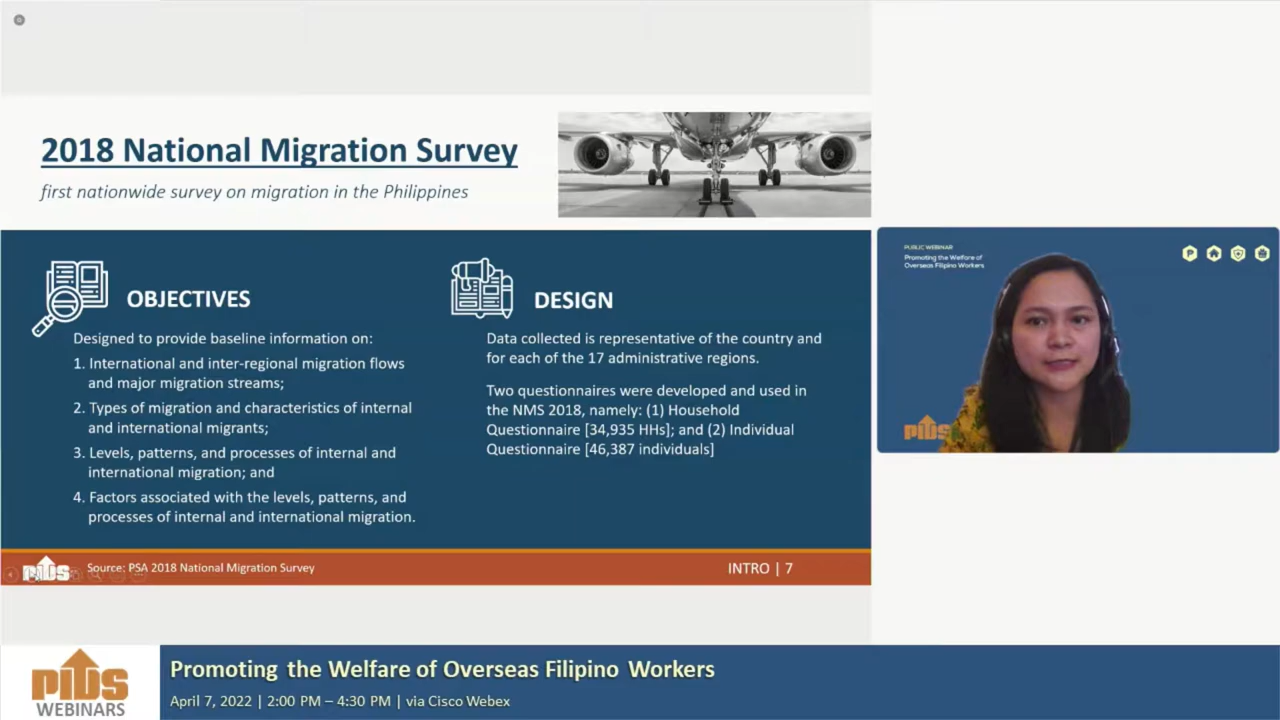 2018 National Migration Survey
first nationwide survey on migration in the Philippines
OBJECTIVES
Designed to provide baseline information on:
1. International and inter-regional migration flows
and major migration streams;
2. Types of migration and characteristics of internal
and international migrants;
3. Levels, patterns, and processes of internal and
international migration; and
4. Factors associated with the levels, patterns, and
processes of internal and international migration.
DESIGN
Data collected is representative of the country and
for each of the 17 administrative regions.
Two questionnaires were developed and used in
the NMS 2018, namely: (1) Household
Questionnaire [34,935 HHs]; and (2) Individual
Questionnaire [46,387 individuals]
pids
Source: PSA 2018 National Migration Survey
INTRO | 7
PUBLIC WEBINAR
Promoting the Welfare of
Overseas Filipino Workers
P
pids
pids
WEBINARS
Promoting the Welfare of Overseas Filipino Workers
April 7, 2022 | 2:00 PM – 4:30 PM | via Cisco Webex